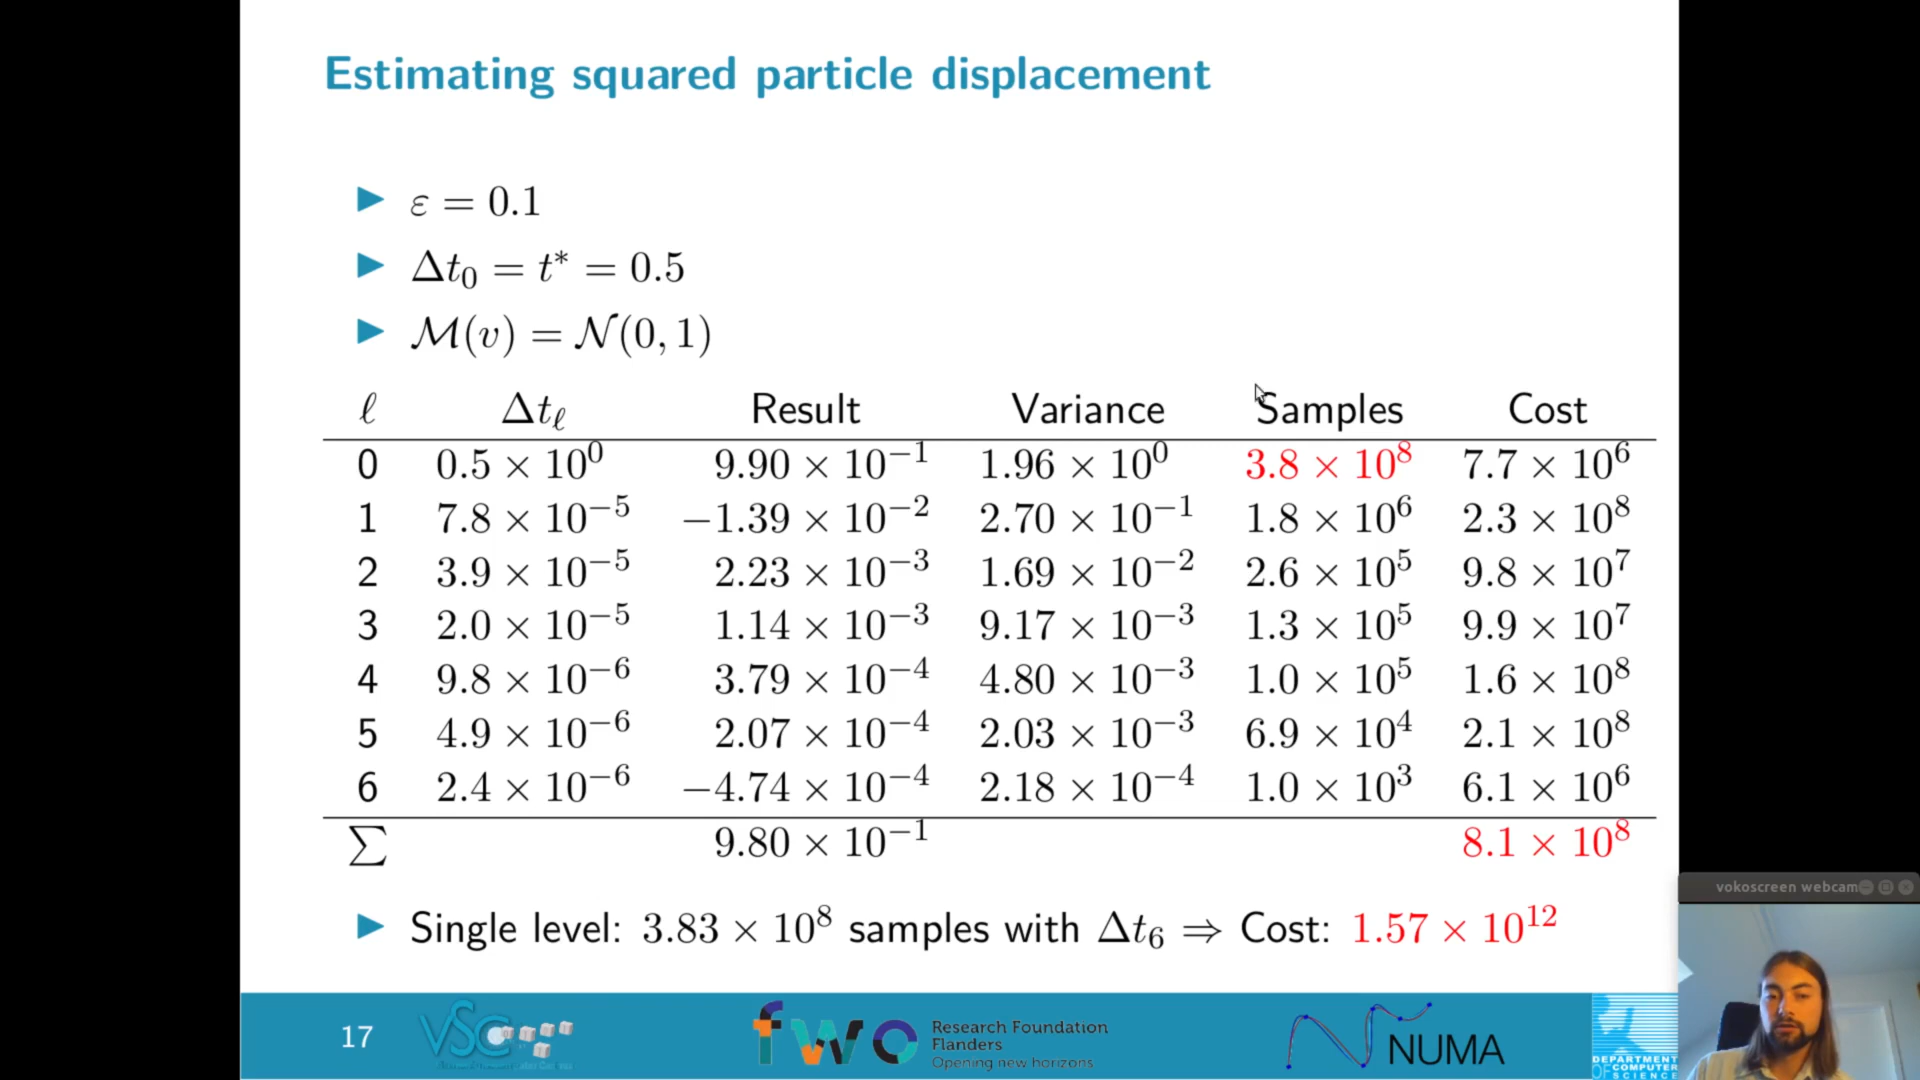 Estimating squared particle displacement
▶ ε = 0.1
▶ Δt₀ = t* = 0.5
▶ ℳ(v) = 𝒩(0, 1)
ℓ Δtℓ Result Variance Samples Cost
0 0.5 × 10⁰ 9.90 × 10⁻¹ 1.96 × 10⁰ 3.8 × 10⁸ 7.7 × 10⁶
1 7.8 × 10⁻⁵ −1.39 × 10⁻² 2.70 × 10⁻¹ 1.8 × 10⁶ 2.3 × 10⁸
2 3.9 × 10⁻⁵ 2.23 × 10⁻³ 1.69 × 10⁻² 2.6 × 10⁵ 9.8 × 10⁷
3 2.0 × 10⁻⁵ 1.14 × 10⁻³ 9.17 × 10⁻³ 1.3 × 10⁵ 9.9 × 10⁷
4 9.8 × 10⁻⁶ 3.79 × 10⁻⁴ 4.80 × 10⁻³ 1.0 × 10⁵ 1.6 × 10⁸
5 4.9 × 10⁻⁶ 2.07 × 10⁻⁴ 2.03 × 10⁻³ 6.9 × 10⁴ 2.1 × 10⁸
6 2.4 × 10⁻⁶ −4.74 × 10⁻⁴ 2.18 × 10⁻⁴ 1.0 × 10³ 6.1 × 10⁶
∑ 9.80 × 10⁻¹ 8.1 × 10⁸
▶ Single level: 3.83 × 10⁸ samples with Δt₆ ⇒ Cost: 1.57 × 10¹²
vokoscreen webcam
17
VSC
fwo
Research Foundation
Flanders
Opening new horizons
NUMA
DEPARTMENT
OF COMPUTER
SCIENCE